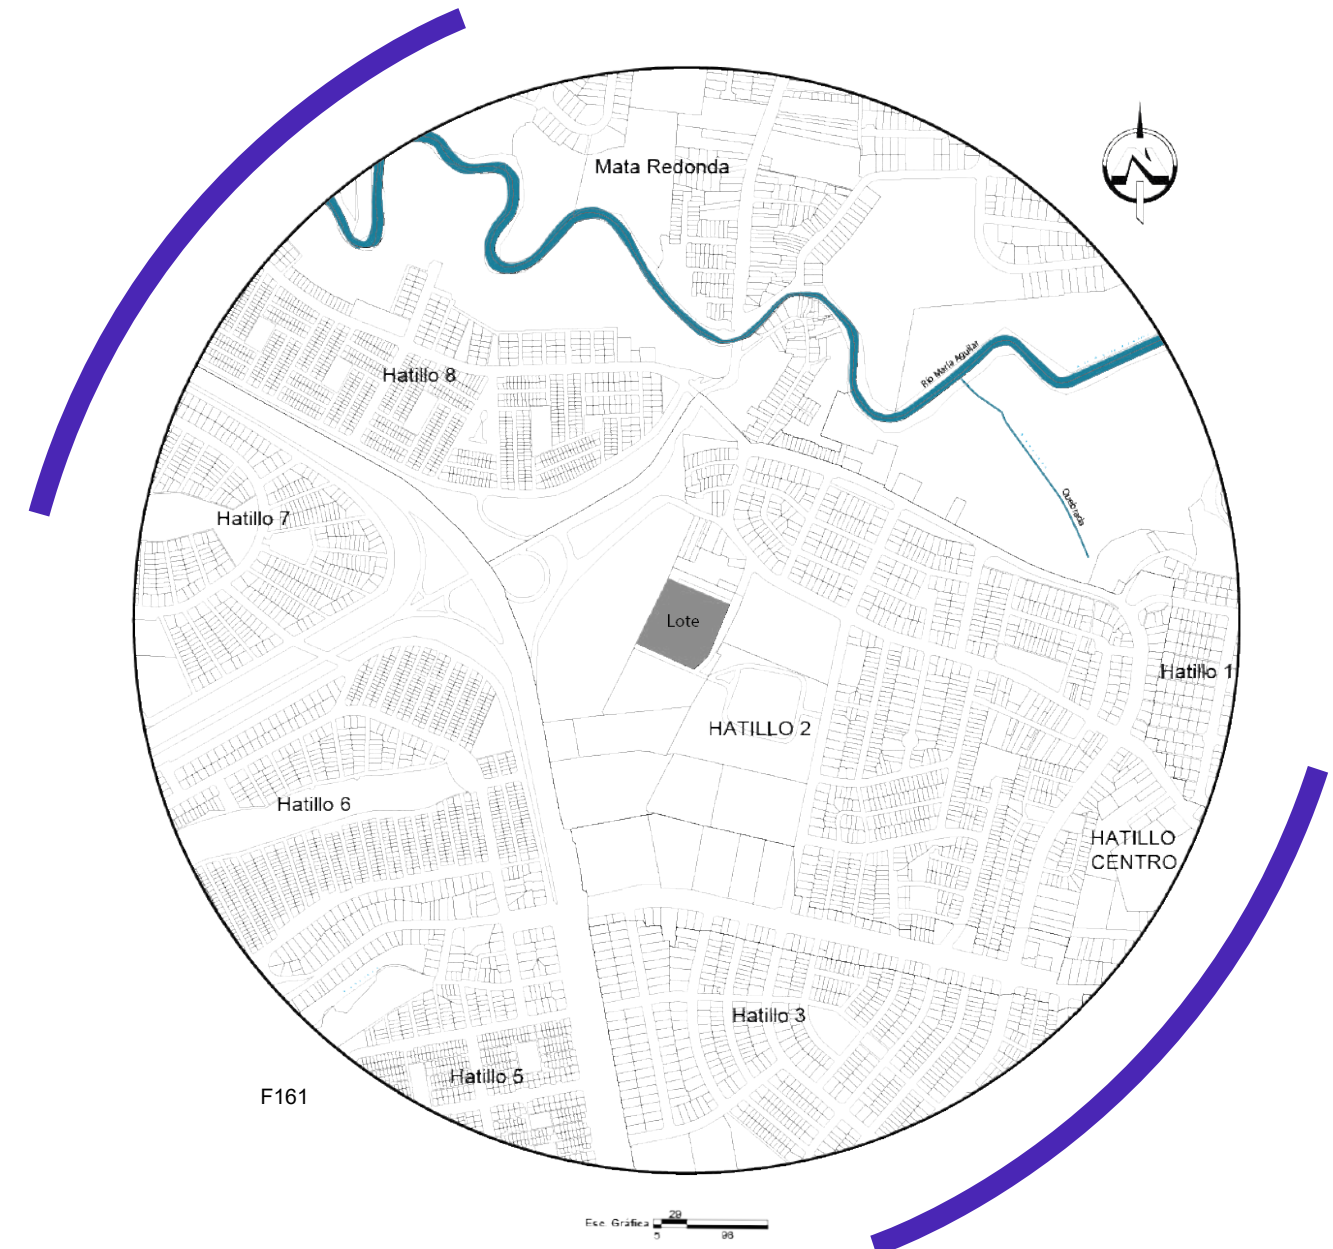 Mata Redonda
Río María Aguilar
Hatillo 8
Quebrada
Hatillo 7
Lote
Hatillo 1
HATILLO 2
Hatillo 6
HATILLO
CENTRO
Hatillo 3
Hatillo 5
F161
Esc. Gráfica
29
5
96